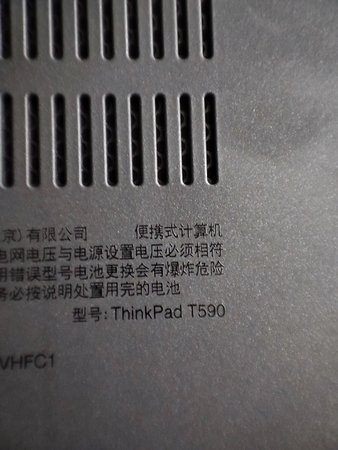 京）有限公司 便携式计算机
电网电压与电源设置电压必须相符
用错误型号电池更换会有爆炸危险
务必按说明处置用完的电池
型号: ThinkPad T590
VHFC1